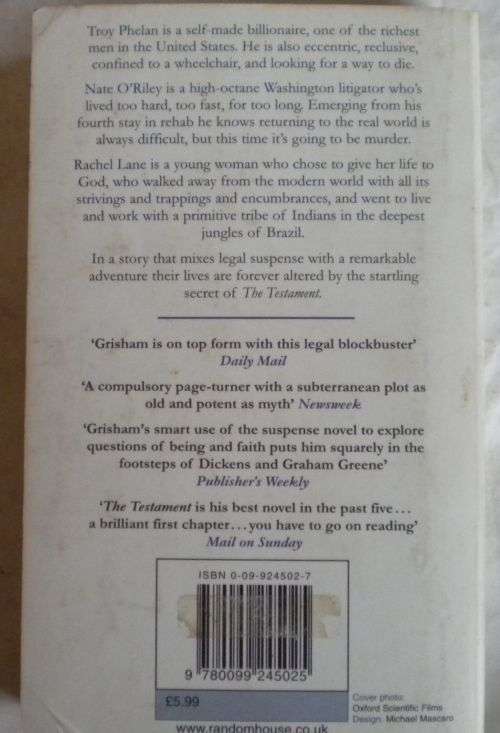 Troy Phelan is a self-made billionaire, one of the richest
men in the United States. He is also eccentric, reclusive,
confined to a wheelchair, and looking for a way to die.
Nate O'Riley is a high-octane Washington litigator who's
lived too hard, too fast, for too long. Emerging from his
fourth stay in rehab he knows returning to the real world is
always difficult, but this time it's going to be murder.
Rachel Lane is a young woman who chose to give her life to
God, who walked away from the modern world with all its
strivings and trappings and encumbrances, and went to live
and work with a primitive tribe of Indians in the deepest
jungles of Brazil.
In a story that mixes legal suspense with a remarkable
adventure their lives are forever altered by the startling
secret of The Testament.
'Grisham is on top form with this legal blockbuster'
Daily Mail
'A compulsory page-turner with a subterranean plot as
old and potent as myth' Newsweek
'Grisham's smart use of the suspense novel to explore
questions of being and faith puts him squarely in the
footsteps of Dickens and Graham Greene'
Publisher's Weekly
'The Testament is his best novel in the past five...
a brilliant first chapter...you have to go on reading'
Mail on Sunday
ISBN 0-09-924502-7
9 780099 245025
£5.99
Cover photo:
Oxford Scientific Films
Design: Michael Mascaro
www.randomhouse.co.uk